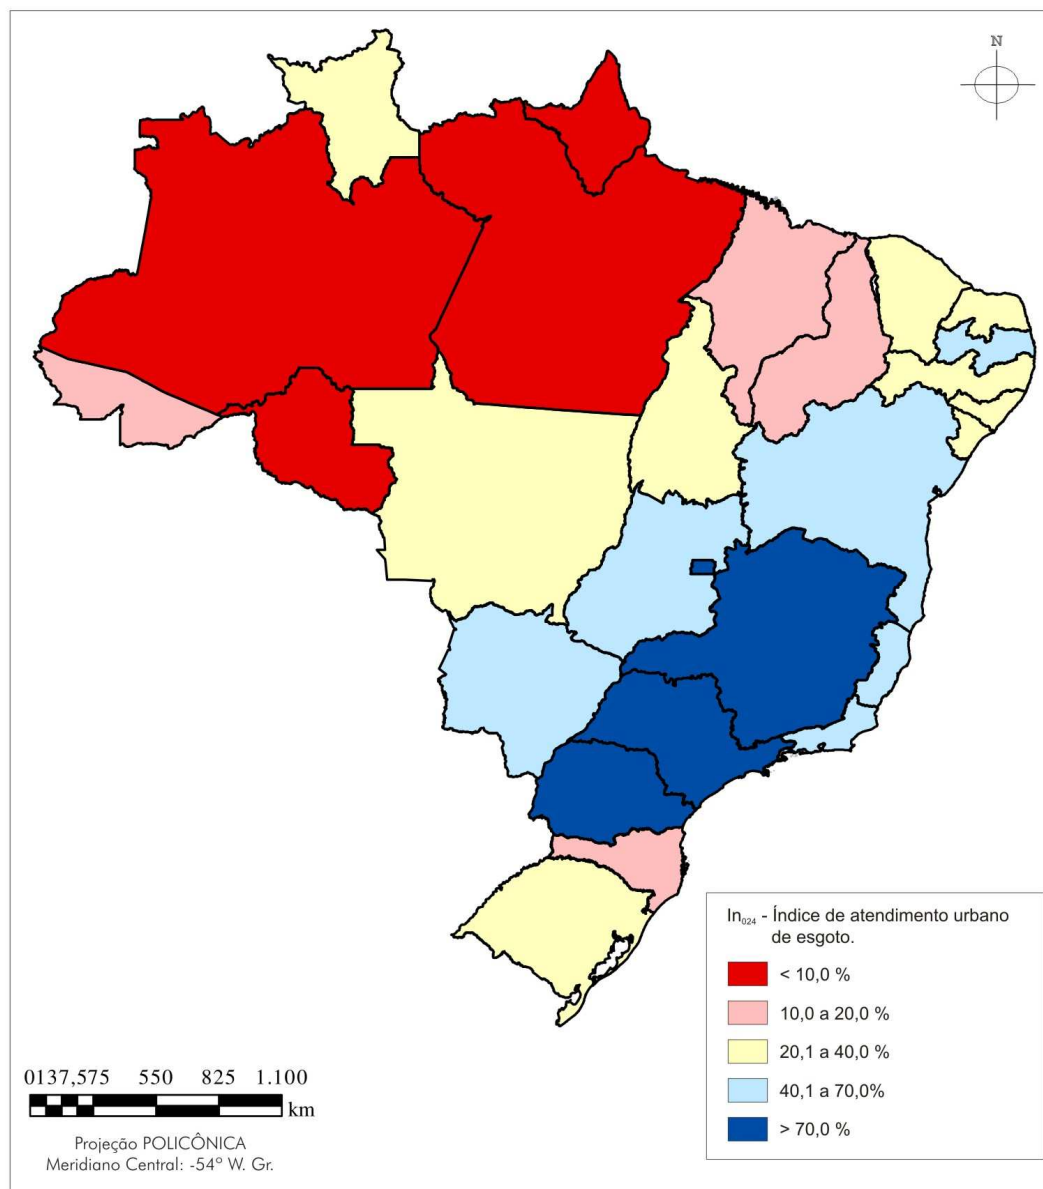 N
In024 - Índice de atendimento urbano
de esgoto.
< 10,0 %
10,0 a 20,0 %
20,1 a 40,0 %
40,1 a 70,0%
> 70,0 %
0137,575 550 825 1.100
km
Projeção POLICÔNICA
Meridiano Central: -54º W. Gr.